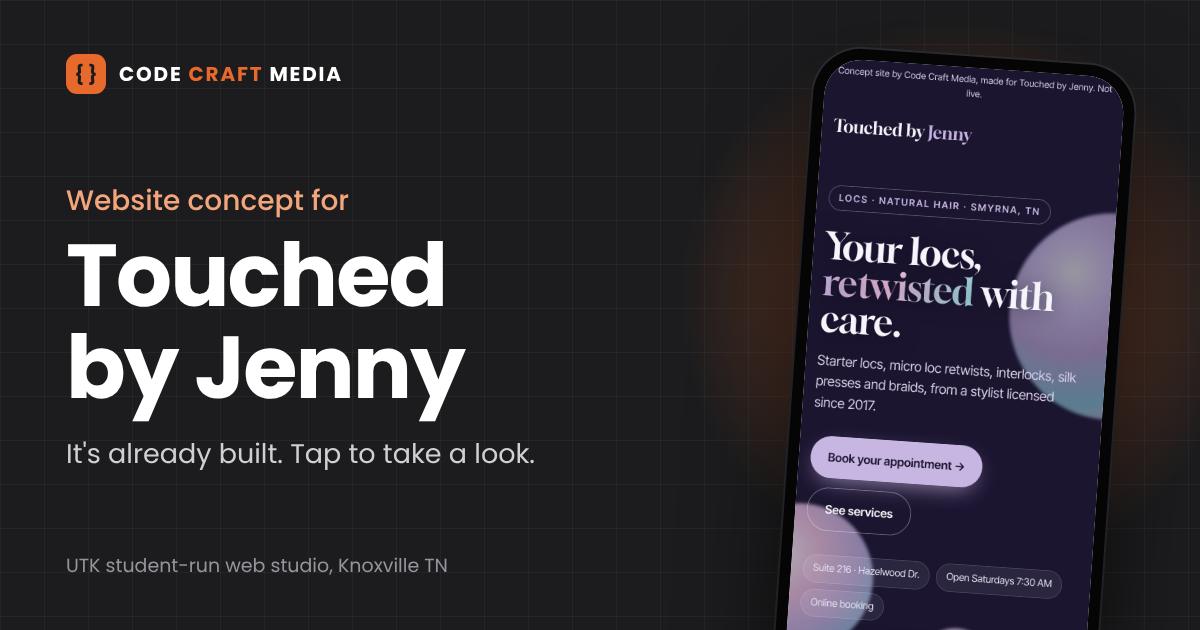 { } CODE CRAFT MEDIA
Website concept for
Touched
by Jenny
It's already built. Tap to take a look.
UTK student-run web studio, Knoxville TN
Concept site by Code Craft Media, made for Touched by Jenny. Not
live.
Touched by Jenny
LOCS · NATURAL HAIR · SMYRNA, TN
Your locs,
retwisted with
care.
Starter locs, micro loc retwists, interlocks, silk
presses and braids, from a stylist licensed
since 2017.
Book your appointment →
See services
Suite 216 · Hazelwood Dr.
Open Saturdays 7:30 AM
Online booking